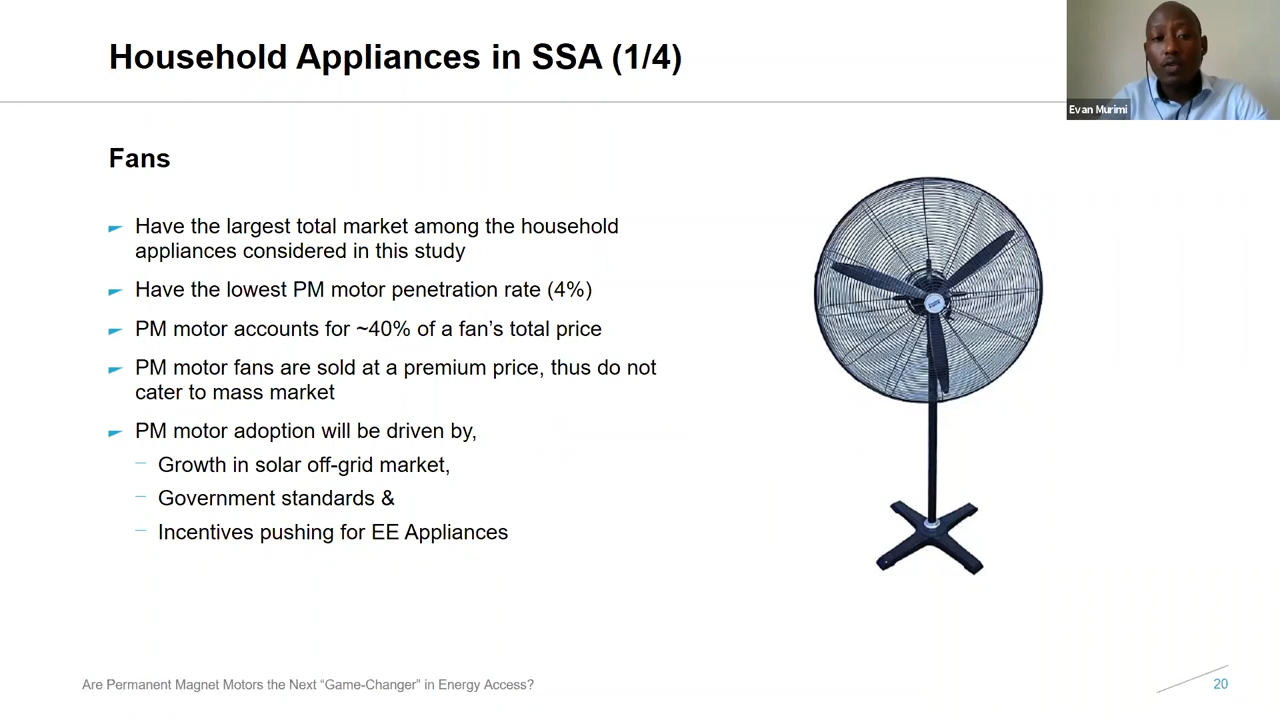 Household Appliances in SSA (1/4)
Evan Murimi
Fans
Have the largest total market among the household
appliances considered in this study
Have the lowest PM motor penetration rate (4%)
PM motor accounts for ~40% of a fan’s total price
PM motor fans are sold at a premium price, thus do not
cater to mass market
PM motor adoption will be driven by,
Growth in solar off-grid market,
Government standards &
Incentives pushing for EE Appliances
Are Permanent Magnet Motors the Next “Game-Changer” in Energy Access?
20